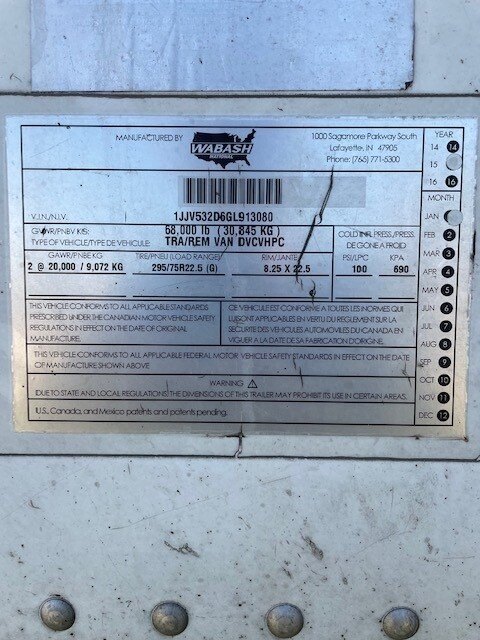 MANUFACTURED BY WABASH NATIONAL
1000 Sagamore Parkway South
Lafayette, IN 47905
Phone: (765) 771-5300
V.I.N./N.I.V. 1JJV532D6GL913080
GVWR/PNBV K/S: 68,000 lb (30,845 KG)
TYPE OF VEHICLE/TYPE DE VEHICULE: TRA/REM VAN DVCVHPC
COLD INFL. PRESS./PRESS.
DE GONF. A FROID
GAWR/PNBE KG TIRE/PNEU (LOAD RANGE) RIM/JANTE PSI/LPC KPA
2 @ 20,000 / 9,072 KG 295/75R22.5 (G) 8.25 X 22.5 100 690
THIS VEHICLE CONFORMS TO ALL APPLICABLE STANDARDS
PRESCRIBED UNDER THE CANADIAN MOTOR VEHICLE SAFETY
REGULATIONS IN EFFECT ON THE DATE OF ORIGINAL
MANUFACTURE.
CE VEHICULE EST CONFORME A TOUTES LES NORMES QUI
LUI SONT APPLICABLES EN VERTU DU REGLEMENT SUR LA
SECURITE DES VEHICULES AUTOMOBILES DU CANADA EN
VIGUEUR A LA DATE DE SA FABRICATION D'ORIGINE.
THIS VEHICLE CONFORMS TO ALL APPLICABLE FEDERAL MOTOR VEHICLE SAFETY STANDARDS IN EFFECT ON THE DATE
OF MANUFACTURE SHOWN ABOVE
WARNING
DUE TO STATE AND LOCAL REGULATIONS THE DIMENSIONS OF THIS TRAILER MAY PROHIBIT ITS USE IN CERTAIN AREAS.
U.S., Canada, and Mexico patents and patents pending.
YEAR
14 14
15
16 16
MONTH
JAN
FEB 2
MAR 3
APR 4
MAY 5
JUN 6
JUL 7
AUG 8
SEP 9
OCT 10
NOV 11
DEC 12